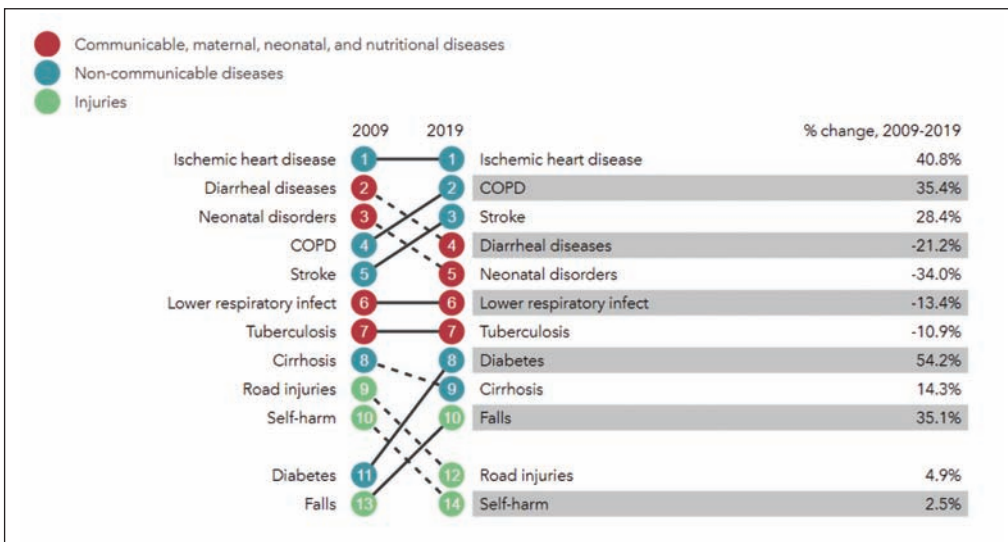 Communicable, maternal, neonatal, and nutritional diseases
Non-communicable diseases
Injuries
2009 2019 % change, 2009-2019
Ischemic heart disease 1 1 Ischemic heart disease 40.8%
Diarrheal diseases 2 2 COPD 35.4%
Neonatal disorders 3 3 Stroke 28.4%
COPD 4 4 Diarrheal diseases -21.2%
Stroke 5 5 Neonatal disorders -34.0%
Lower respiratory infect 6 6 Lower respiratory infect -13.4%
Tuberculosis 7 7 Tuberculosis -10.9%
Cirrhosis 8 8 Diabetes 54.2%
Road injuries 9 9 Cirrhosis 14.3%
Self-harm 10 10 Falls 35.1%
Diabetes 11 12 Road injuries 4.9%
Falls 13 14 Self-harm 2.5%